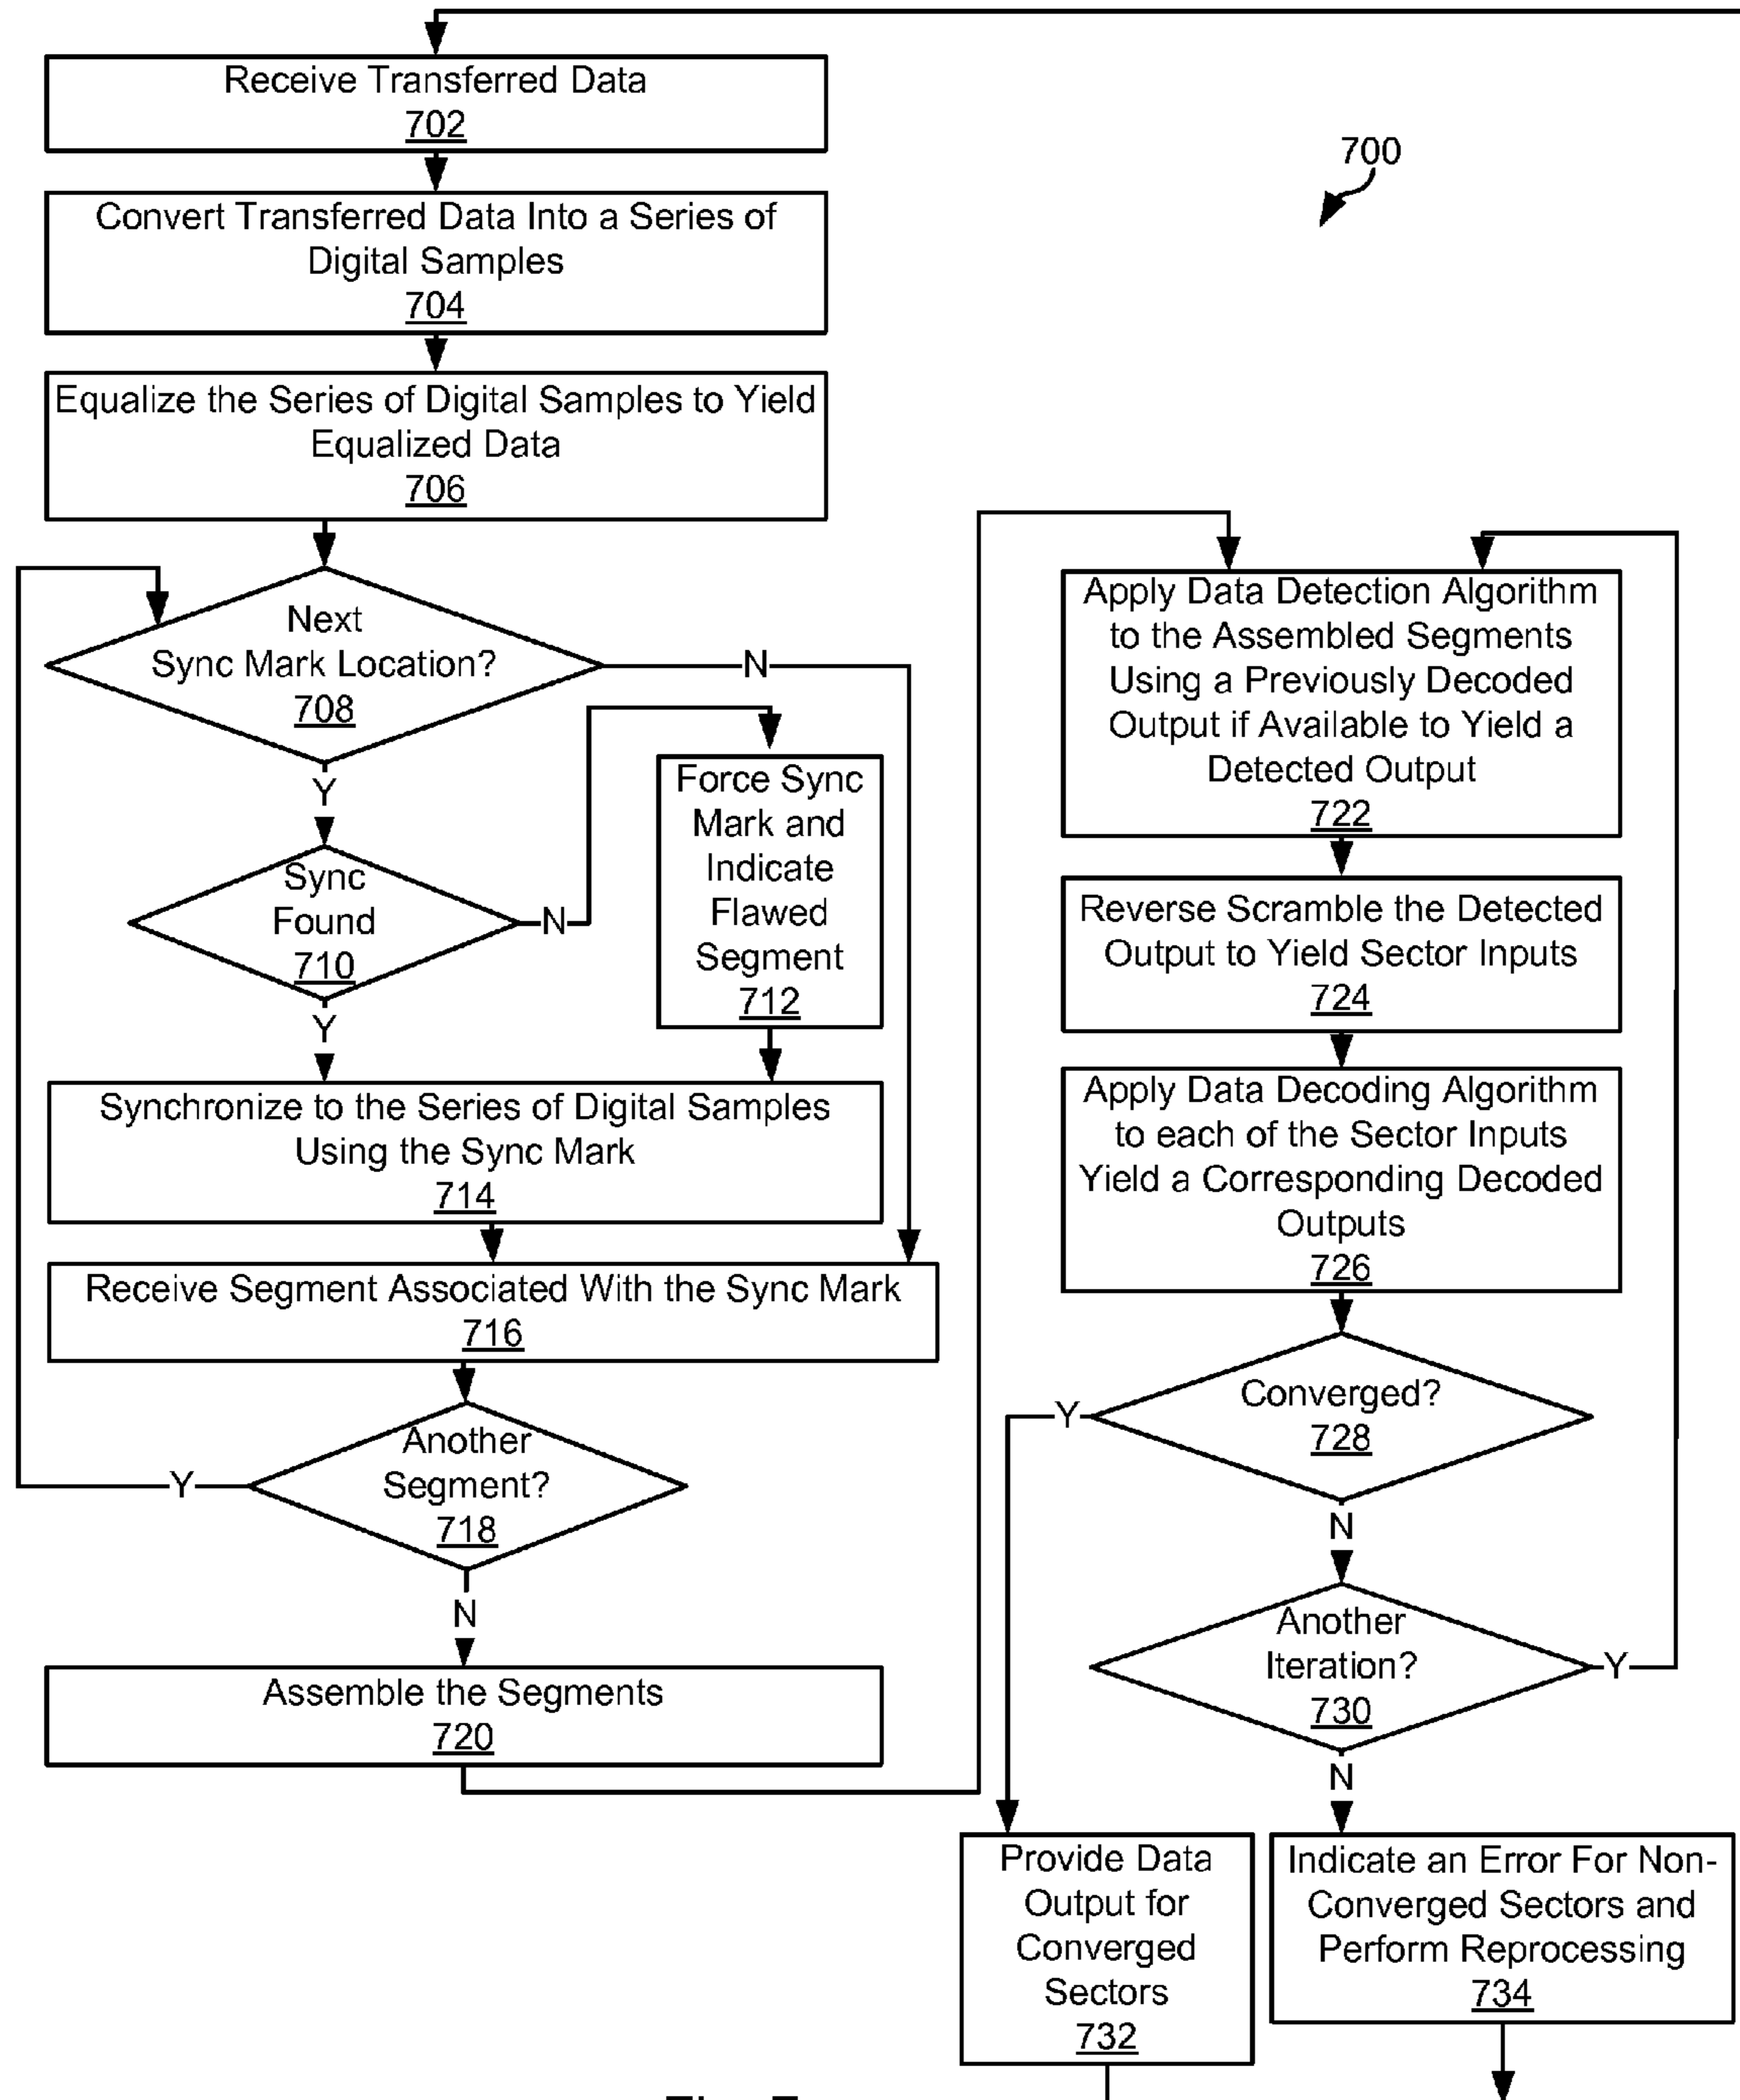 Receive Transferred Data
702
700
Convert Transferred Data Into a Series of
Digital Samples
704
Equalize the Series of Digital Samples to Yield
Equalized Data
706
Next
Sync Mark Location?
708
N
Y
Sync
Found
710
N
Y
Force Sync
Mark and
Indicate
Flawed
Segment
712
Synchronize to the Series of Digital Samples
Using the Sync Mark
714
Receive Segment Associated With the Sync Mark
716
Another
Segment?
718
Y
N
Assemble the Segments
720
Apply Data Detection Algorithm
to the Assembled Segments
Using a Previously Decoded
Output if Available to Yield a
Detected Output
722
Reverse Scramble the Detected
Output to Yield Sector Inputs
724
Apply Data Decoding Algorithm
to each of the Sector Inputs
Yield a Corresponding Decoded
Outputs
726
Converged?
728
Y
N
Another
Iteration?
730
Y
N
Provide Data
Output for
Converged
Sectors
732
Indicate an Error For Non-
Converged Sectors and
Perform Reprocessing
734